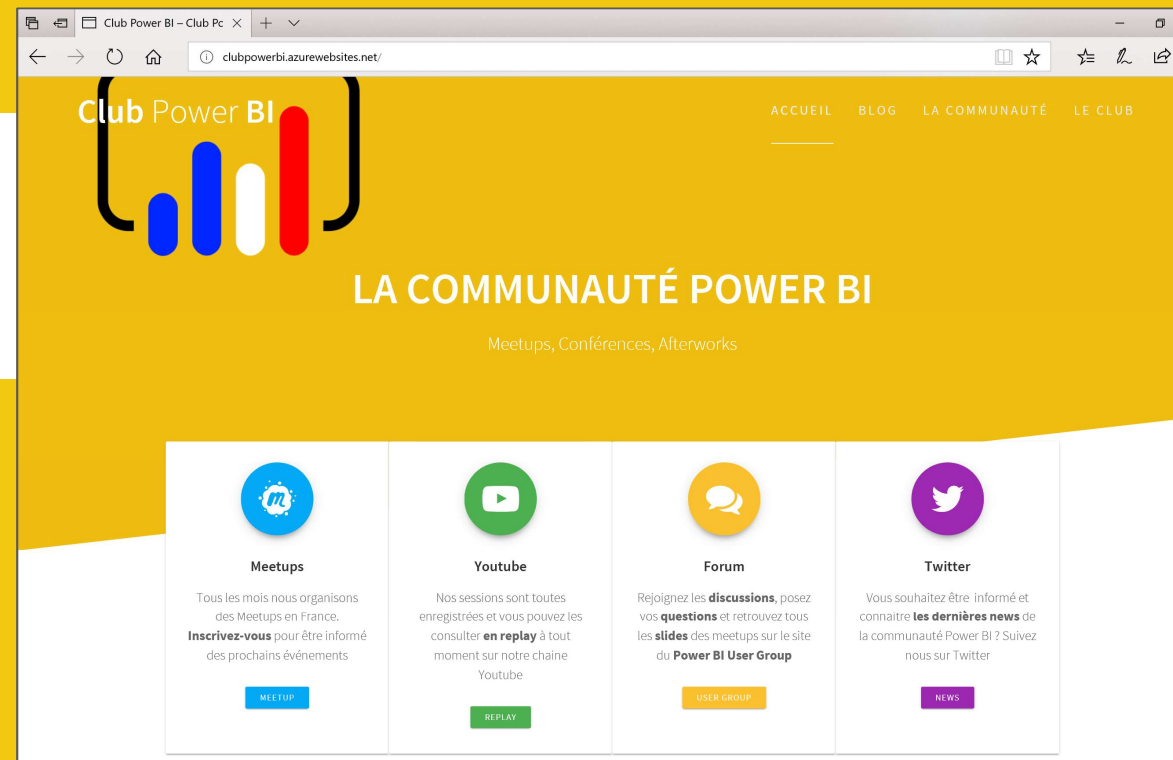 Club Power BI – Club Pc
clubpowerbi.azurewebsites.net/
Club Power BI
ACCUEIL BLOG LA COMMUNAUTÉ LE CLUB
LA COMMUNAUTÉ POWER BI
Meetups, Conférences, Afterworks
Meetups
Tous les mois nous organisons
des Meetups en France.
Inscrivez-vous pour être informé
des prochains événements
MEETUP
Youtube
Nos sessions sont toutes
enregistrées et vous pouvez les
consulter en replay à tout
moment sur notre chaine
Youtube
REPLAY
Forum
Rejoignez les discussions, posez
vos questions et retrouvez tous
les slides des meetups sur le site
du Power BI User Group
USER GROUP
Twitter
Vous souhaitez être informé et
connaitre les dernières news de
la communauté Power BI ? Suivez
nous sur Twitter
NEWS